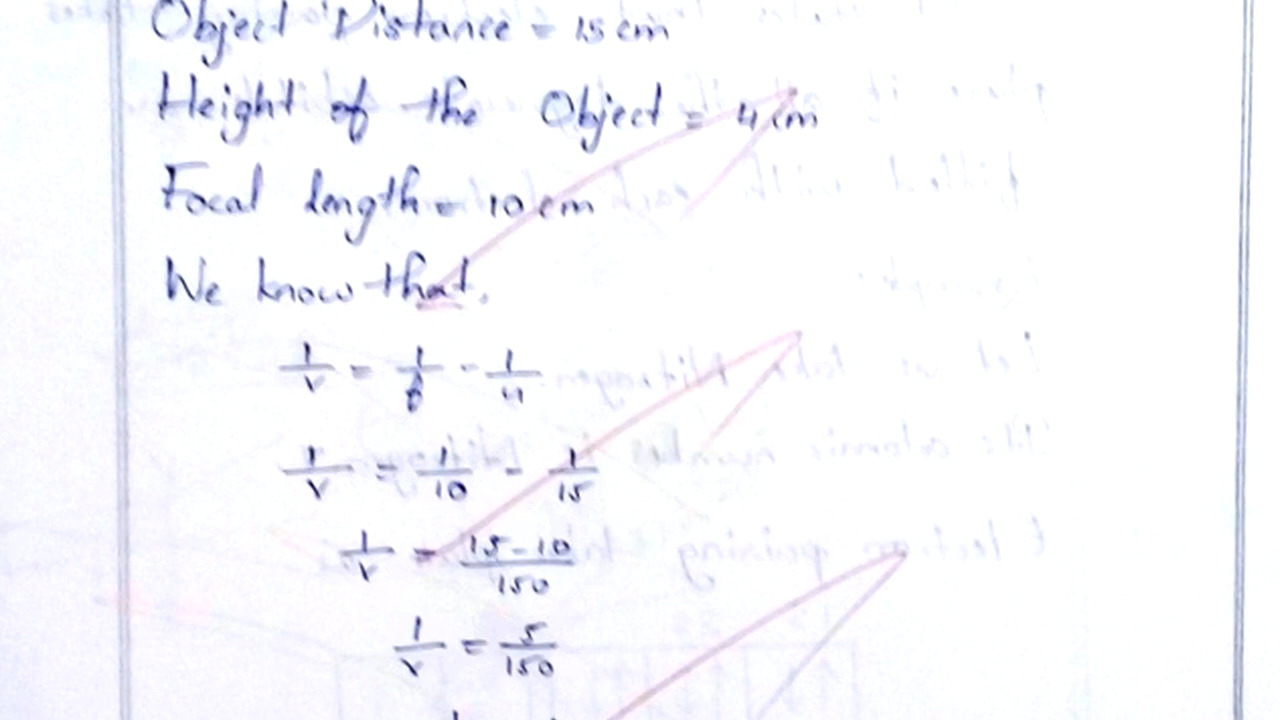 Object Distance = 15 cm
Height of the Object = 4 cm
Focal length = 10 cm
We know that,
1/v = 1/f - 1/u
1/v = 1/10 - 1/15
1/v = 15-10/150
1/v = 5/150